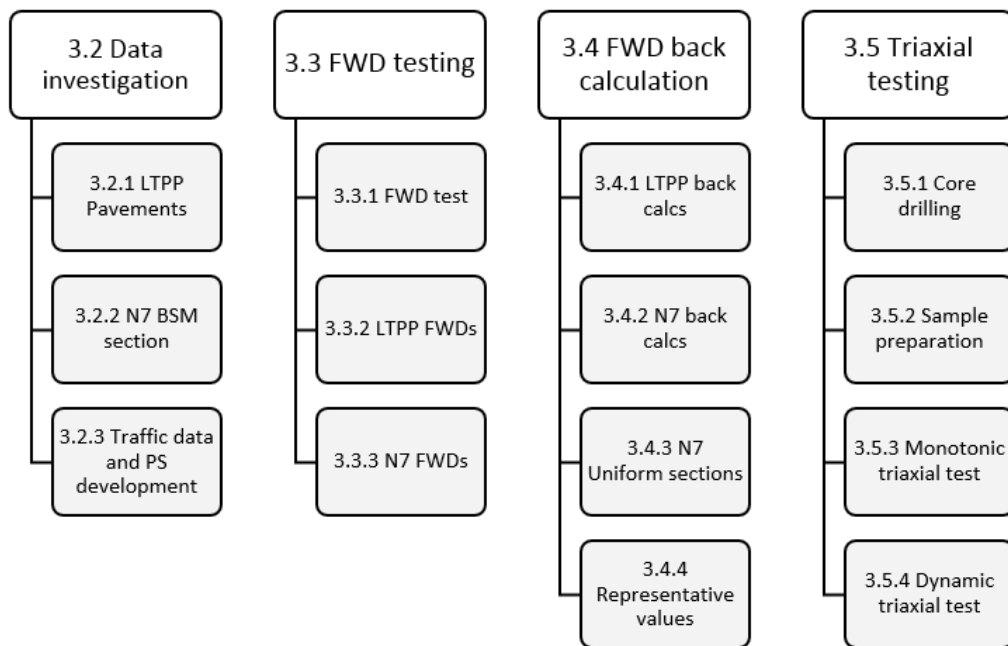 3.2 Data
investigation
3.2.1 LTPP
Pavements
3.2.2 N7 BSM
section
3.2.3 Traffic data
and PS
development
3.3 FWD testing
3.3.1 FWD test
3.3.2 LTPP FWDs
3.3.3 N7 FWDs
3.4 FWD back
calculation
3.4.1 LTPP back
calcs
3.4.2 N7 back
calcs
3.4.3 N7
Uniform sections
3.4.4
Representative
values
3.5 Triaxial
testing
3.5.1 Core
drilling
3.5.2 Sample
preparation
3.5.3 Monotonic
triaxial test
3.5.4 Dynamic
triaxial test